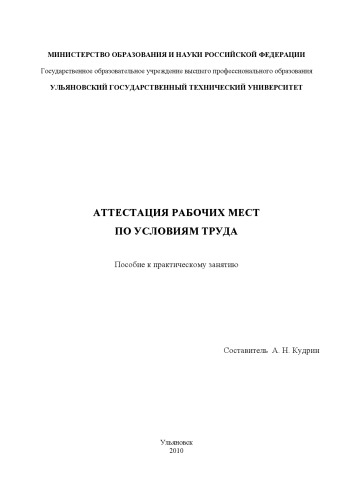 МИНИСТЕРСТВО ОБРАЗОВАНИЯ И НАУКИ РОССИЙСКОЙ ФЕДЕРАЦИИ
Государственное образовательное учреждение высшего профессионального образования
УЛЬЯНОВСКИЙ ГОСУДАРСТВЕННЫЙ ТЕХНИЧЕСКИЙ УНИВЕРСИТЕТ
АТТЕСТАЦИЯ РАБОЧИХ МЕСТ
ПО УСЛОВИЯМ ТРУДА
Пособие к практическому занятию
Составитель А. Н. Кудрин
Ульяновск
2010